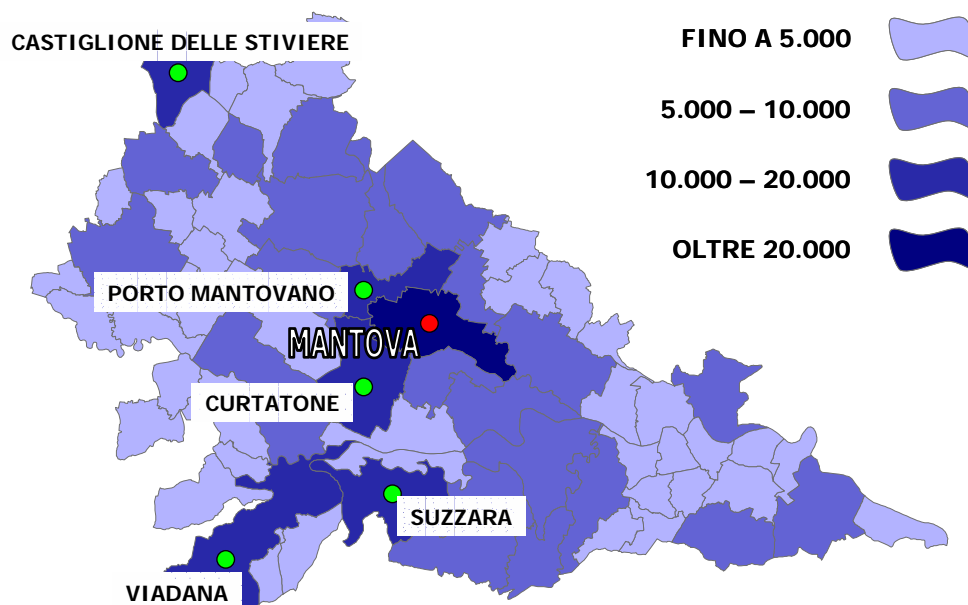 CASTIGLIONE DELLE STIVIERE
FINO A 5.000
5.000 – 10.000
10.000 – 20.000
OLTRE 20.000
PORTO MANTOVANO
MANTOVA
CURTATONE
SUZZARA
VIADANA